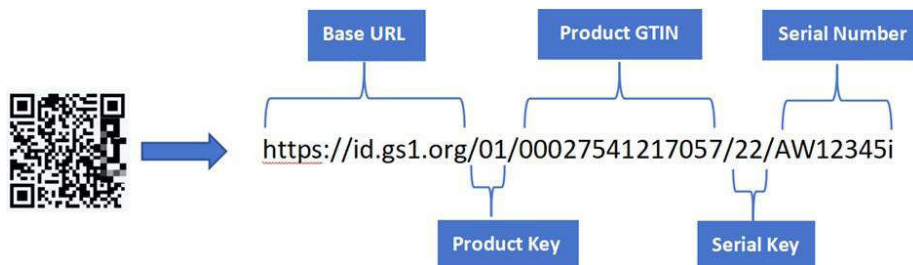 Base URL
Product GTIN
Serial Number
https://id.gs1.org/01/00027541217057/22/AW12345i
Product Key
Serial Key